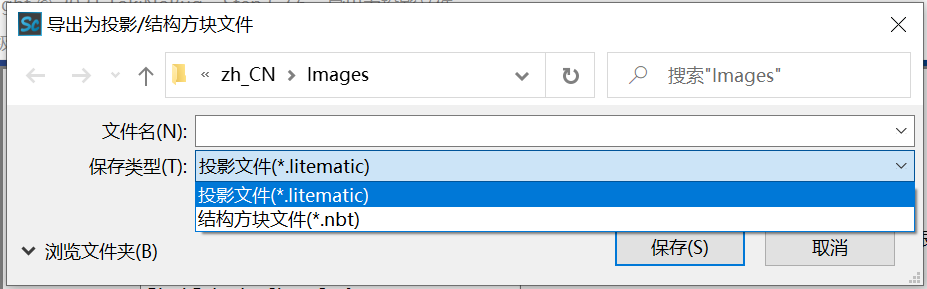 Sc 导出为投影/结构方块文件
« zh_CN > Images
搜索"Images"
文件名(N):
保存类型(T): 投影文件(*.litematic)
投影文件(*.litematic)
结构方块文件(*.nbt)
浏览文件夹(B)
保存(S)
取消